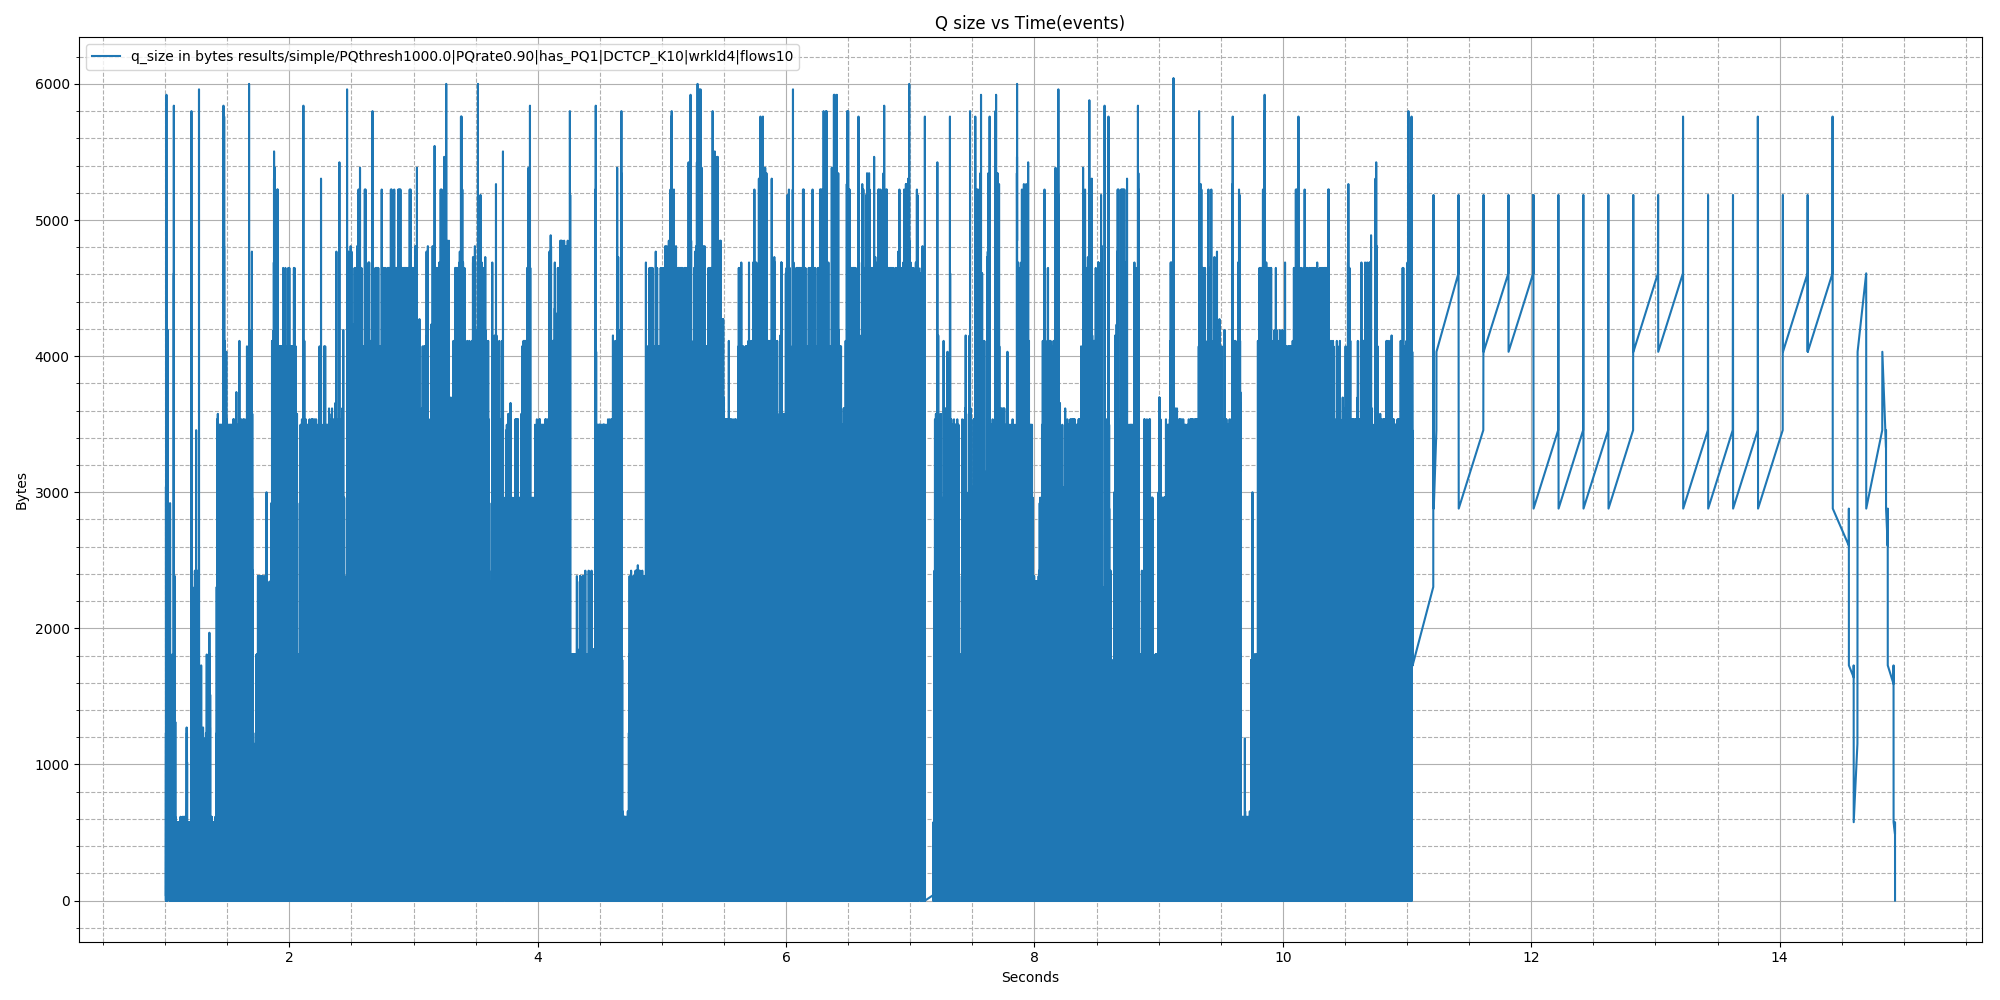 Q size vs Time(events)
q_size in bytes results/simple/PQthresh1000.0|PQrate0.90|has_PQ1|DCTCP_K10|wrkld4|flows10
6000
5000
4000
3000
2000
1000
0
Bytes
2 4 6 8 10 12 14
Seconds